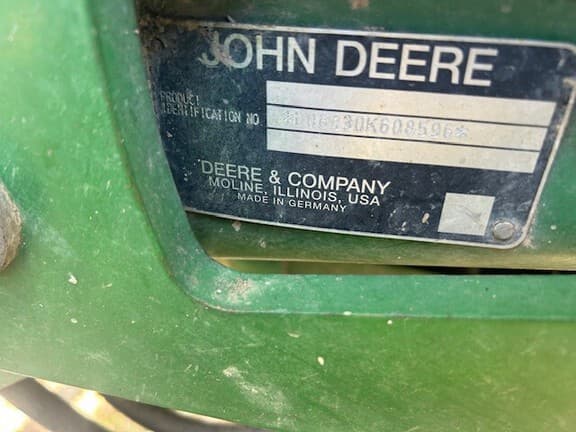 JOHN DEERE
PRODUCT
IDENTIFICATION NO.
DEERE & COMPANY
MOLINE, ILLINOIS, USA
MADE IN GERMANY